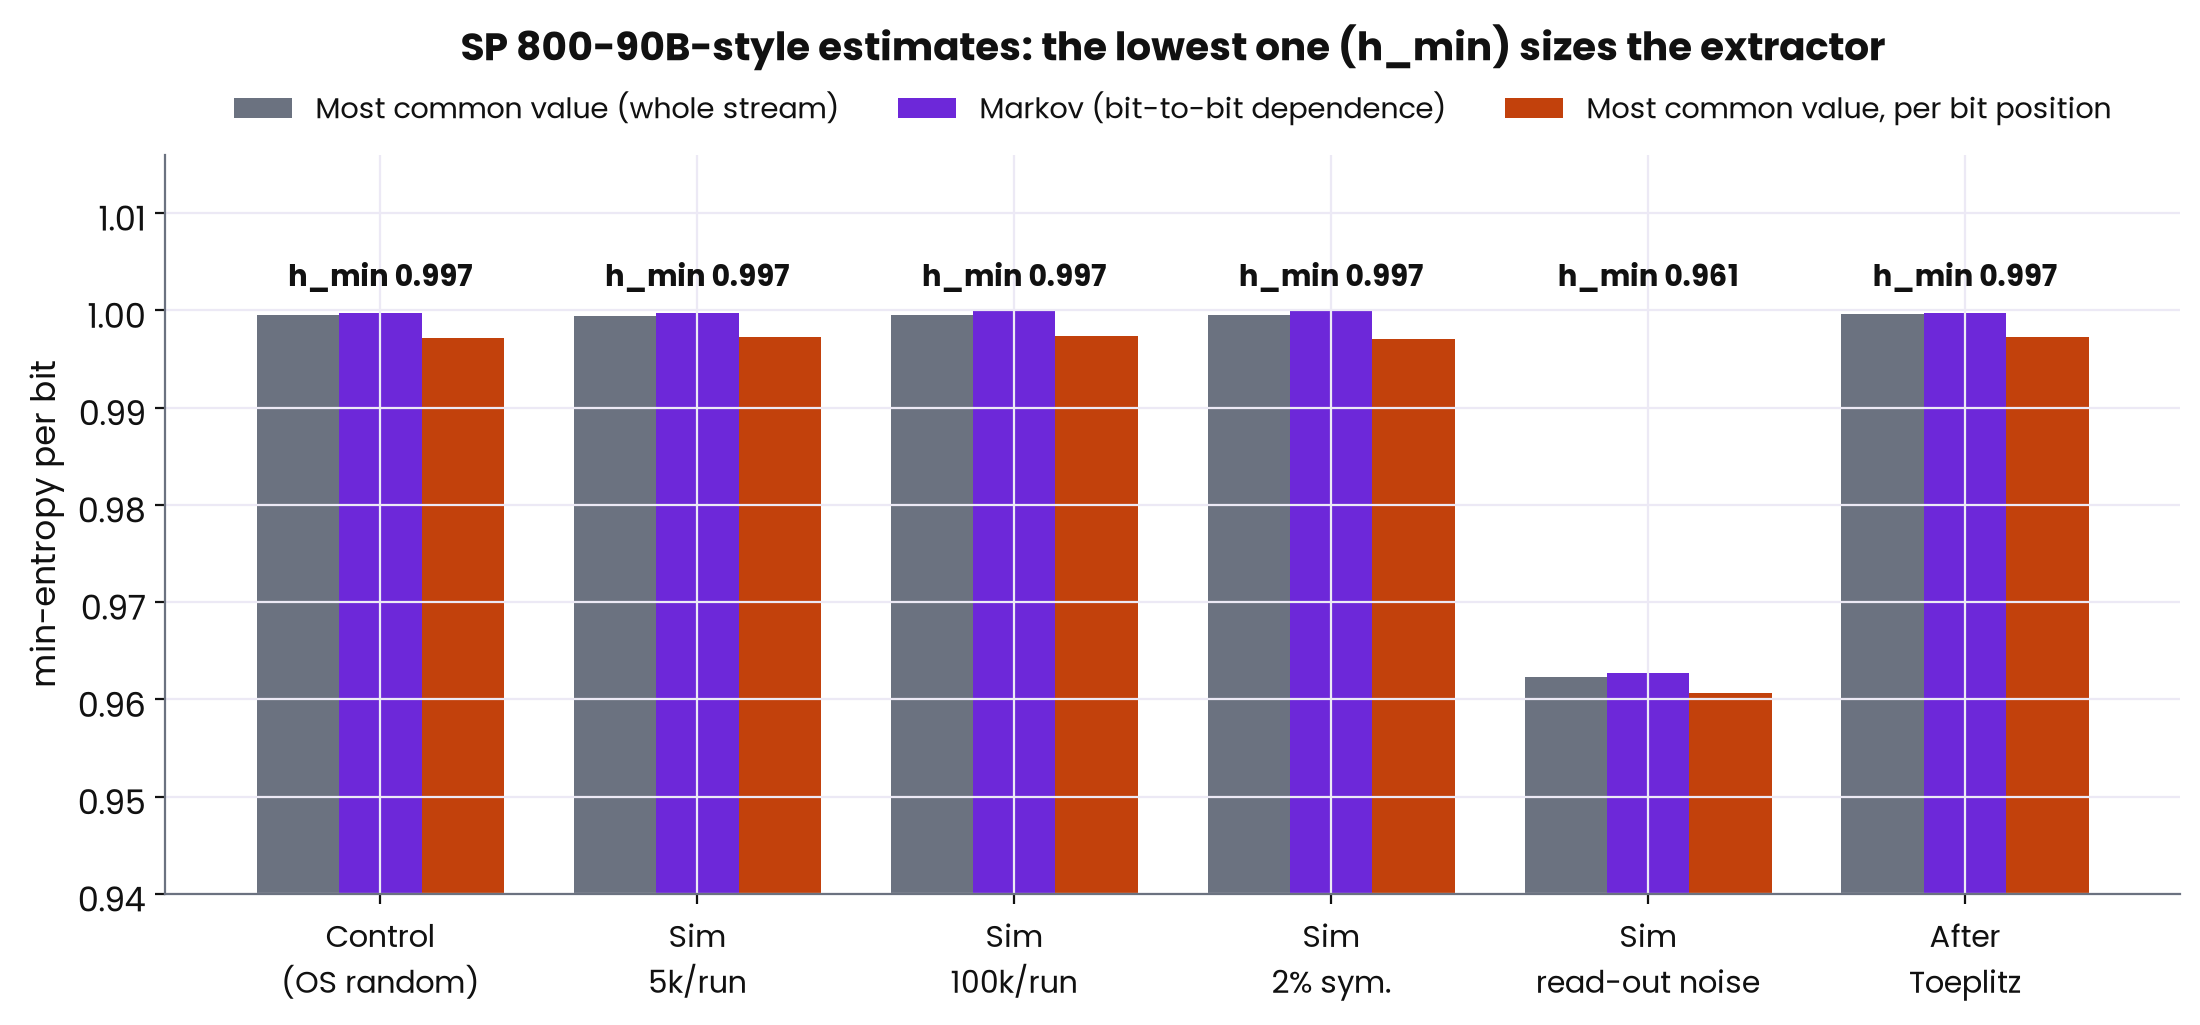 SP 800-90B-style estimates: the lowest one (h_min) sizes the extractor
Most common value (whole stream)
Markov (bit-to-bit dependence)
Most common value, per bit position
min-entropy per bit
1.01
1.00
0.99
0.98
0.97
0.96
0.95
0.94
h_min 0.997
h_min 0.997
h_min 0.997
h_min 0.997
h_min 0.961
h_min 0.997
Control
(OS random)
Sim
5k/run
Sim
100k/run
Sim
2% sym.
Sim
read-out noise
After
Toeplitz